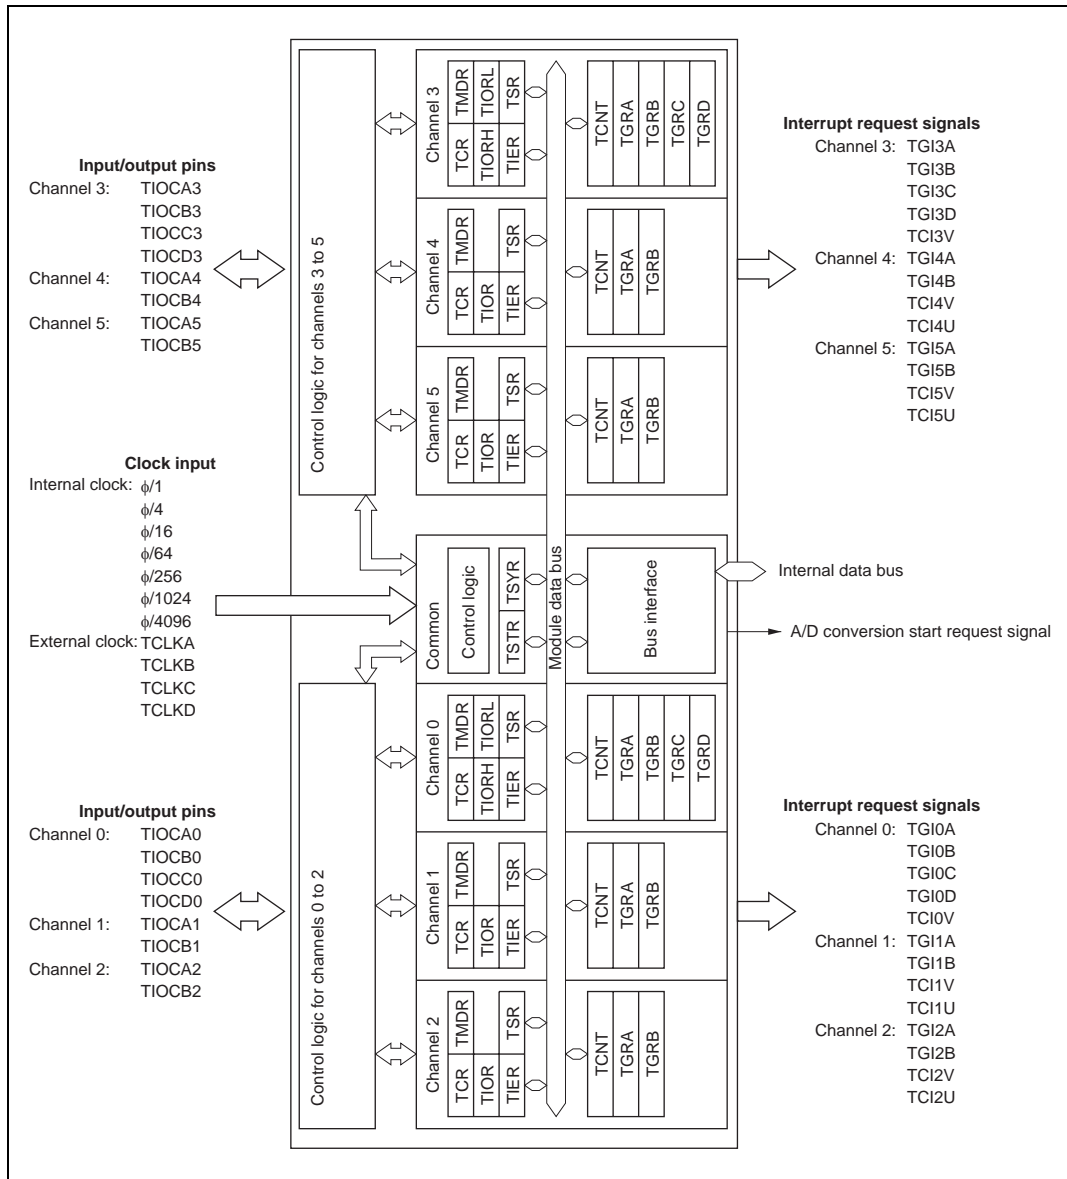 Input/output pins
Channel 3: TIOCA3
TIOCB3
TIOCC3
TIOCD3
Channel 4: TIOCA4
TIOCB4
Channel 5: TIOCA5
TIOCB5
Clock input
Internal clock: ϕ/1
ϕ/4
ϕ/16
ϕ/64
ϕ/256
ϕ/1024
ϕ/4096
External clock: TCLKA
TCLKB
TCLKC
TCLKD
Input/output pins
Channel 0: TIOCA0
TIOCB0
TIOCC0
TIOCD0
Channel 1: TIOCA1
TIOCB1
Channel 2: TIOCA2
TIOCB2
Control logic for channels 3 to 5
Control logic for channels 0 to 2
Channel 3
TCR TMDR
TIORH TIORL
TIER TSR
TCNT
TGRA
TGRB
TGRC
TGRD
Channel 4
TCR TMDR
TIOR
TIER TSR
TCNT
TGRA
TGRB
Channel 5
TCR TMDR
TIOR
TIER TSR
TCNT
TGRA
TGRB
Common
Control logic
TSTR TSYR
Module data bus
Bus interface
Channel 0
TCR TMDR
TIORH TIORL
TIER TSR
TCNT
TGRA
TGRB
TGRC
TGRD
Channel 1
TCR TMDR
TIOR
TIER TSR
TCNT
TGRA
TGRB
Channel 2
TCR TMDR
TIOR
TIER TSR
TCNT
TGRA
TGRB
Interrupt request signals
Channel 3: TGI3A
TGI3B
TGI3C
TGI3D
TCI3V
Channel 4: TGI4A
TGI4B
TCI4V
TCI4U
Channel 5: TGI5A
TGI5B
TCI5V
TCI5U
Internal data bus
A/D conversion start request signal
Interrupt request signals
Channel 0: TGI0A
TGI0B
TGI0C
TGI0D
TCI0V
Channel 1: TGI1A
TGI1B
TCI1V
TCI1U
Channel 2: TGI2A
TGI2B
TCI2V
TCI2U